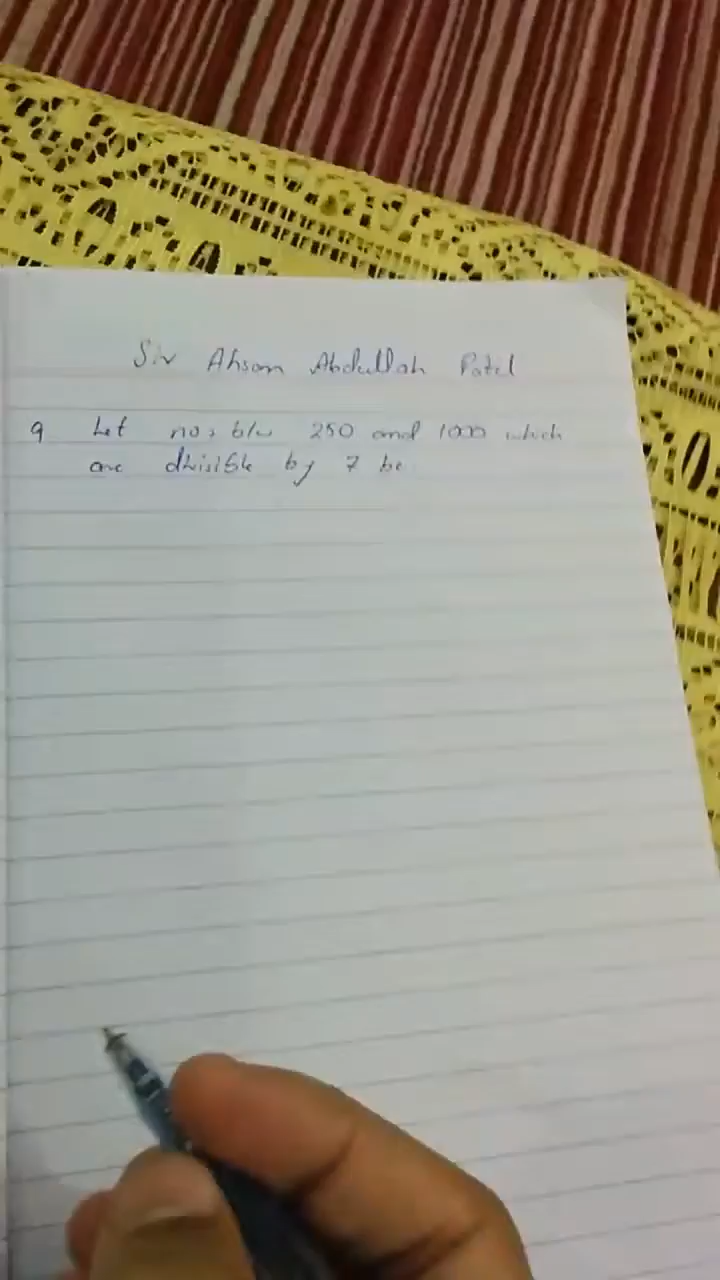 Sir Ahsan Abdullah Patel
9 Let nos b/w 250 and 1000 which
are divisible by 7 be